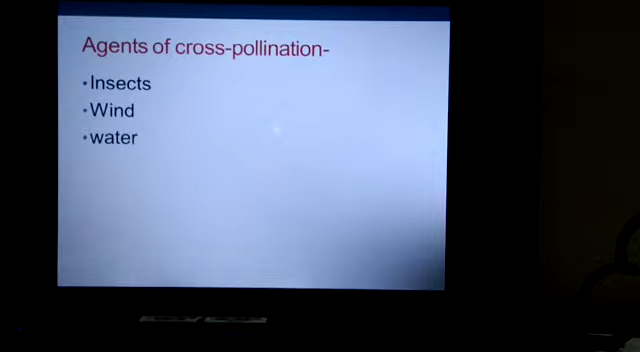 Agents of cross-pollination-
•Insects
•Wind
•water